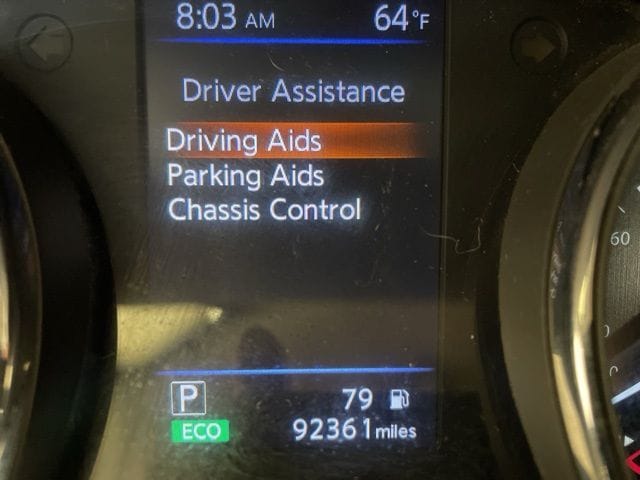 8:03 AM 64°F
Driver Assistance
Driving Aids
Parking Aids
Chassis Control
P 79
ECO 92361 miles
60